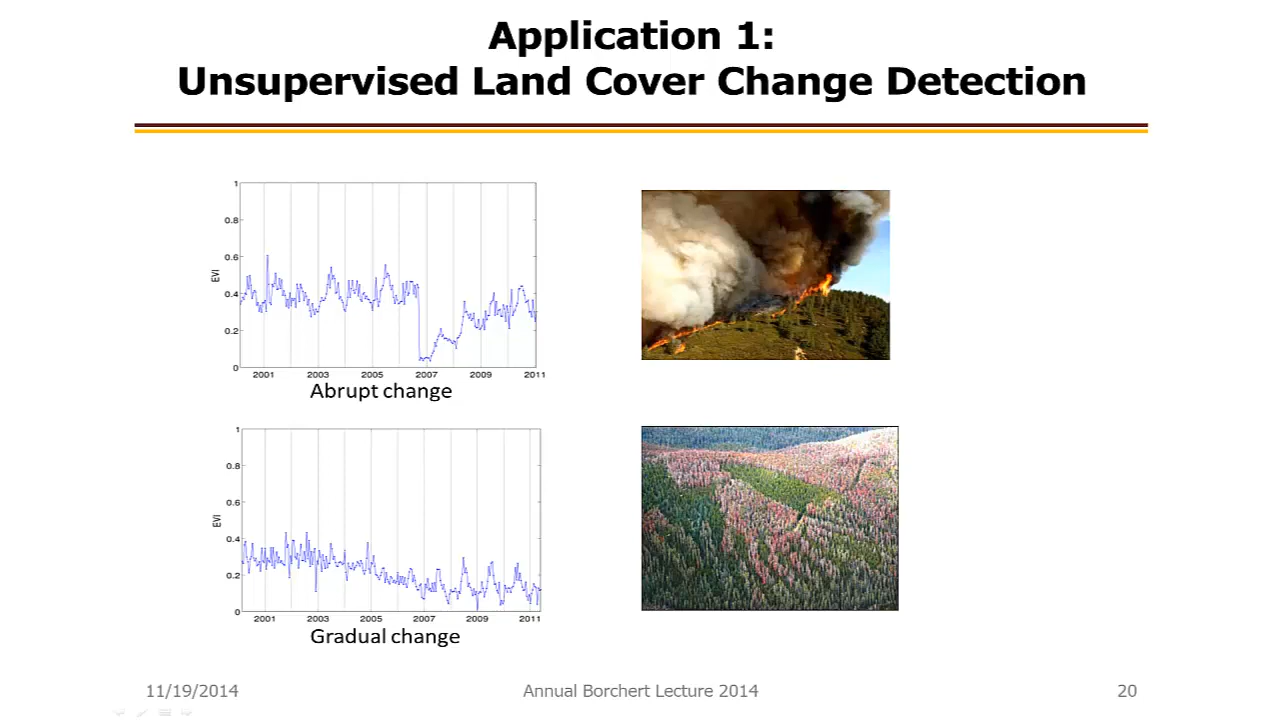 Application 1:
Unsupervised Land Cover Change Detection
1
0.8
0.6
0.4
0.2
0
EVI
2001 2003 2005 2007 2009 2011
Abrupt change
1
0.8
0.6
0.4
0.2
0
EVI
2001 2003 2005 2007 2009 2011
Gradual change
11/19/2014 Annual Borchert Lecture 2014 20